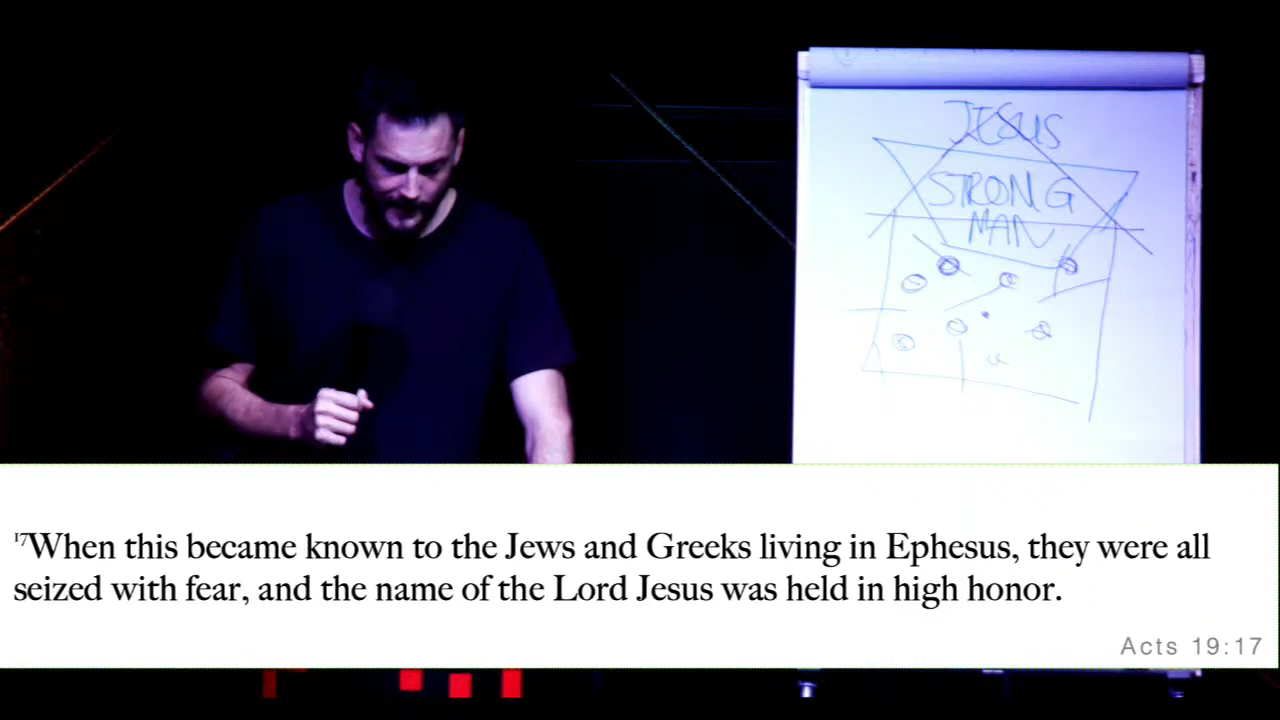 JESUS
STRONG
MAN
¹⁷When this became known to the Jews and Greeks living in Ephesus, they were all
seized with fear, and the name of the Lord Jesus was held in high honor.
Acts 19:17